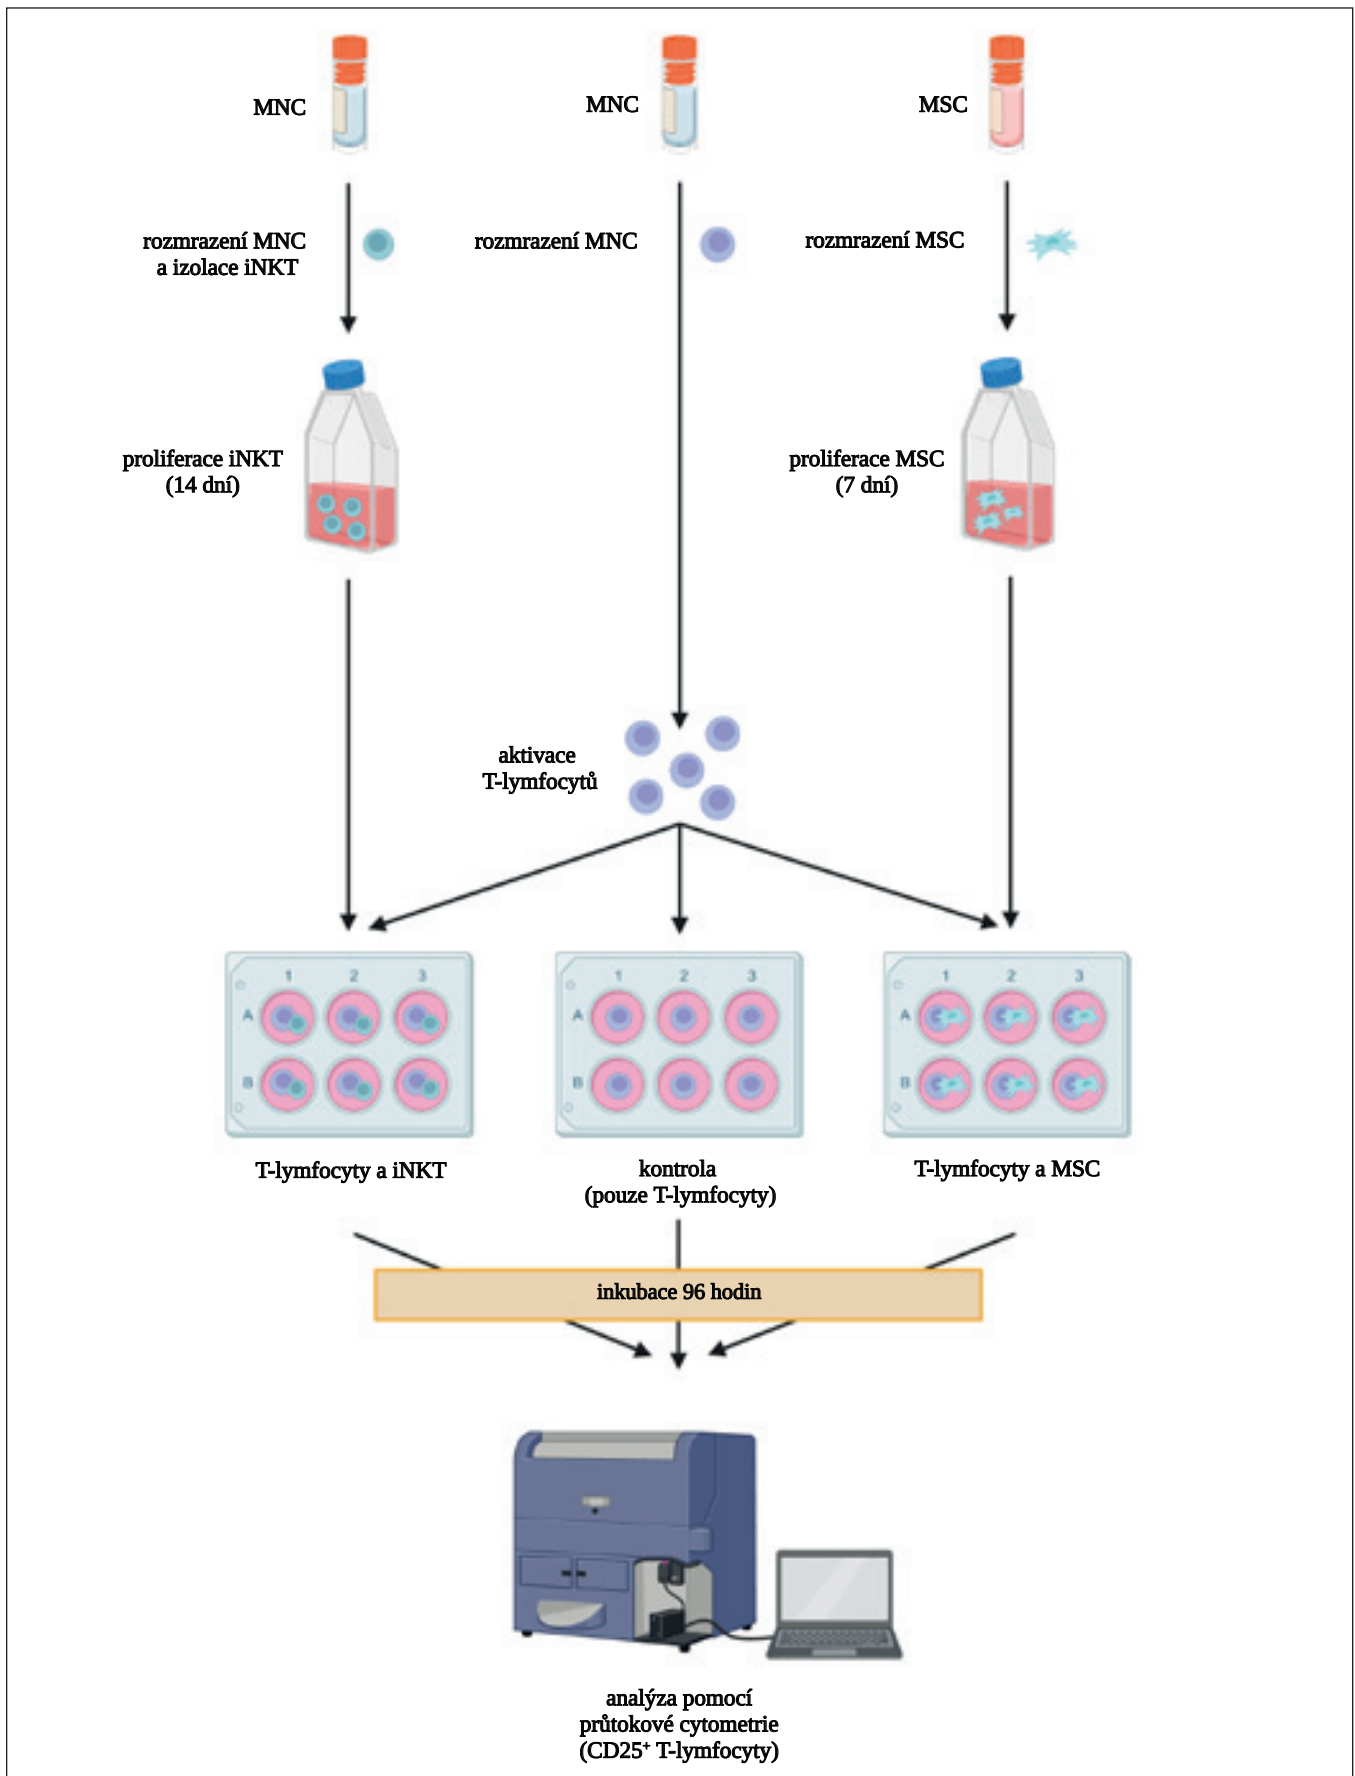 MNC
MNC
MSC
rozmrazení MNC
a izolace iNKT
rozmrazení MNC
rozmrazení MSC
proliferace iNKT
(14 dní)
proliferace MSC
(7 dní)
aktivace
T-lymfocytů
1 2 3
A
B
1 2 3
A
B
1 2 3
A
B
T-lymfocyty a iNKT
kontrola
(pouze T-lymfocyty)
T-lymfocyty a MSC
inkubace 96 hodin
analýza pomocí
průtokové cytometrie
(CD25⁺ T-lymfocyty)